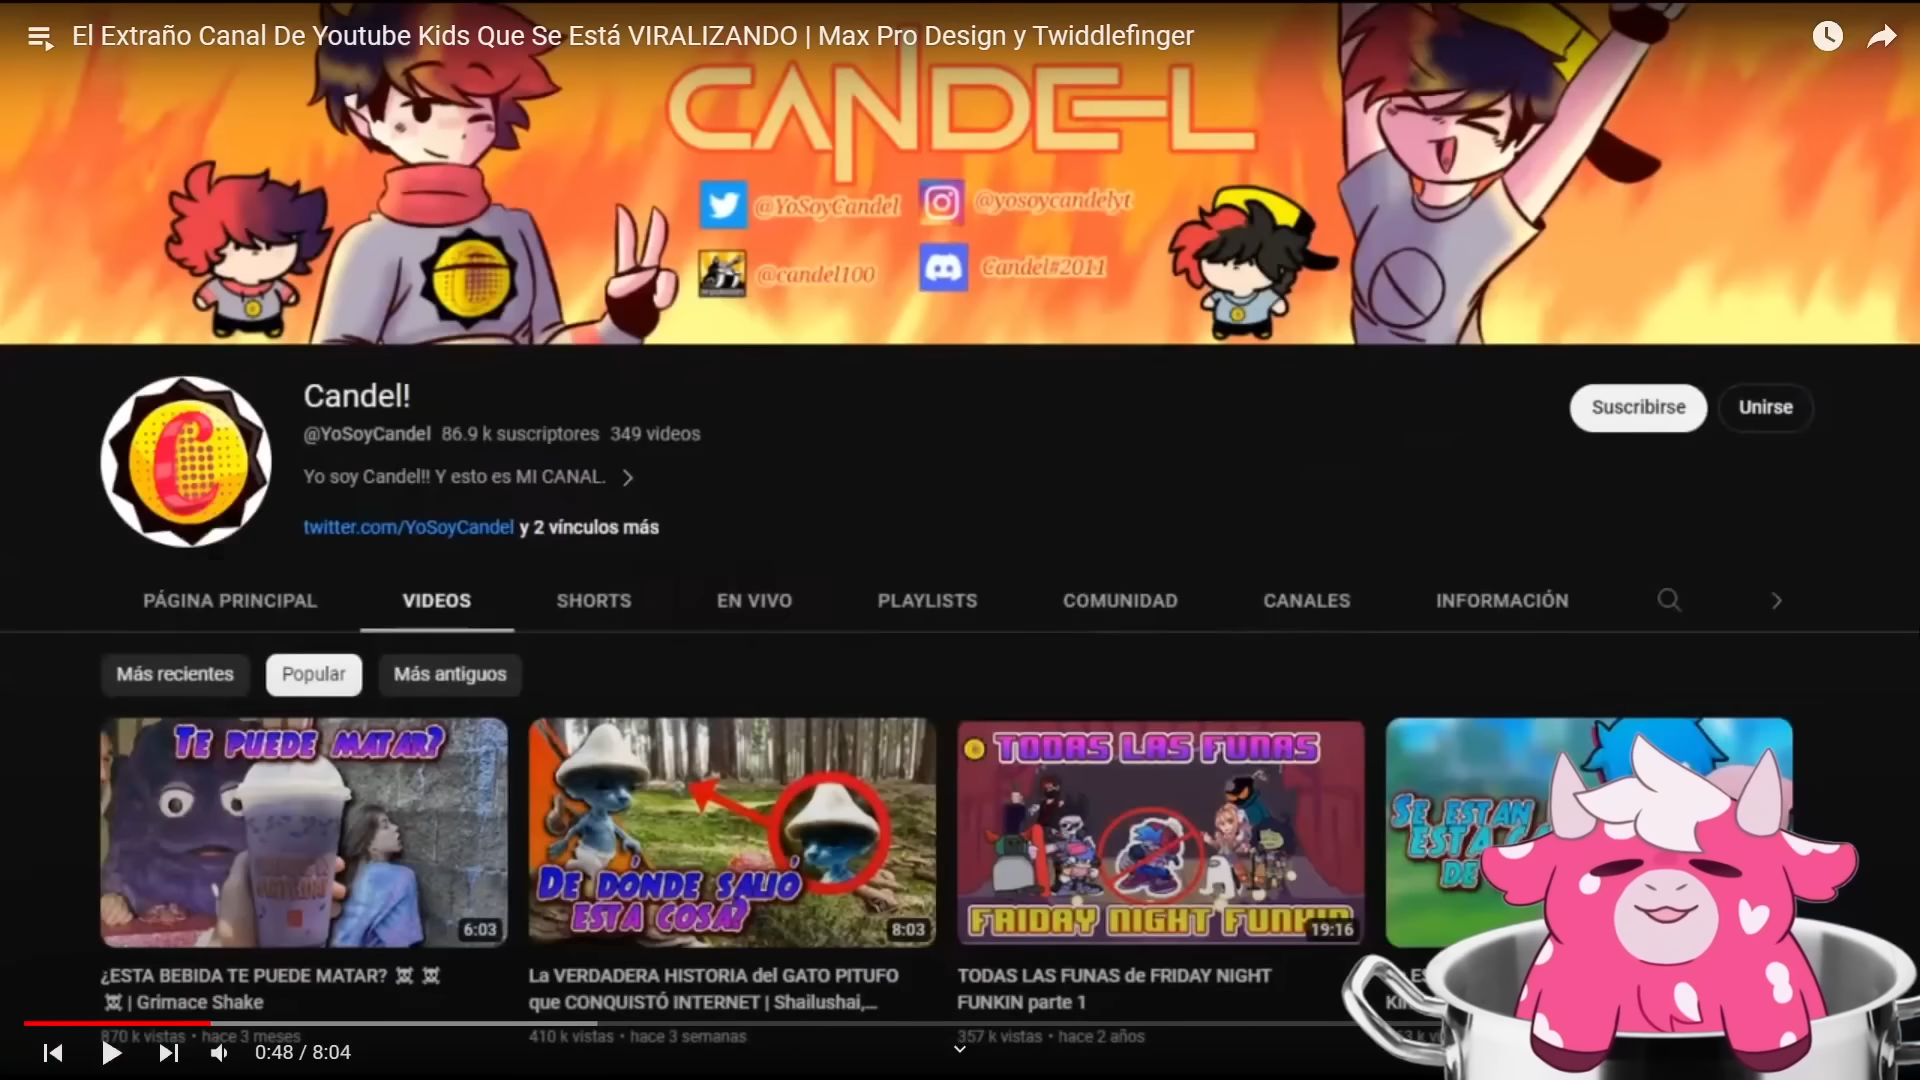 El Extraño Canal De Youtube Kids Que Se Está VIRALIZANDO | Max Pro Design y Twiddlefinger
CANDEL
@YoSoyCandel
@yosoycandelyt
@candel100
Candel#2011
Candel!
@YoSoyCandel 86.9 k suscriptores 349 videos
Yo soy Candel!! Y esto es MI CANAL.
twitter.com/YoSoyCandel y 2 vínculos más
Suscribirse
Unirse
PÁGINA PRINCIPAL VIDEOS SHORTS EN VIVO PLAYLISTS COMUNIDAD CANALES INFORMACIÓN
Más recientes Popular Más antiguos
TE PUEDE MATAR?
6:03
DE DÓNDE SALIÓ
ESTA COSA?
8:03
TODAS LAS FUNAS
FRIDAY NIGHT FUNKIN
19:16
SE ESTAN
DE
¿ESTA BEBIDA TE PUEDE MATAR? ☠ ☠
☠ | Grimace Shake
870 k vistas • hace 3 meses
La VERDADERA HISTORIA del GATO PITUFO
que CONQUISTÓ INTERNET | Shailushai,...
410 k vistas • hace 3 semanas
TODAS LAS FUNAS de FRIDAY NIGHT
FUNKIN parte 1
357 k vistas • hace 2 años
0:48 / 8:04